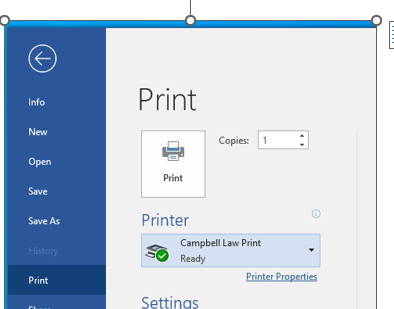 Info
New
Open
Save
Save As
History
Print
Print
Copies: 1
Print
Printer
Campbell Law Print
Ready
Printer Properties
Settings